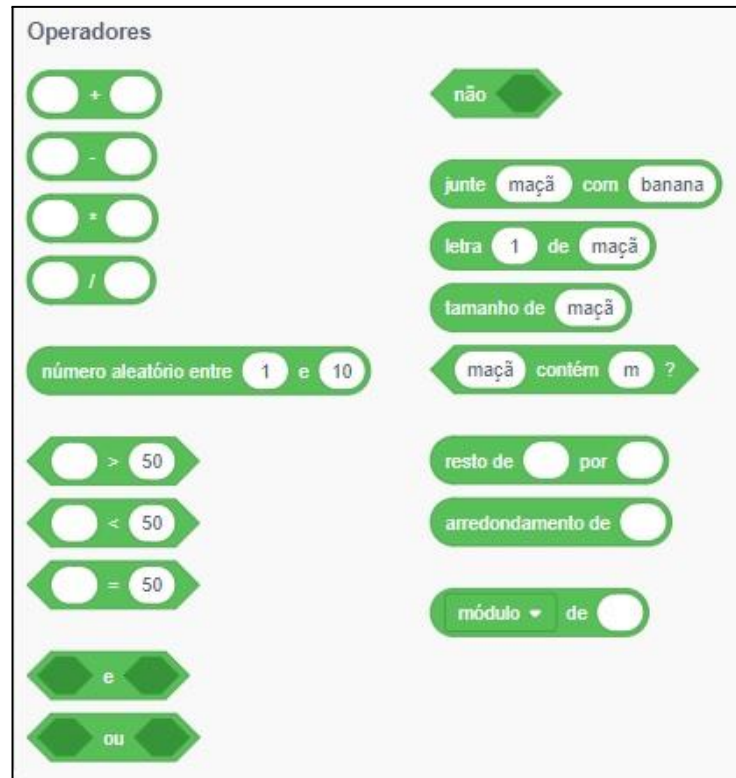 Operadores
+
-
*
/
número aleatório entre 1 e 10
> 50
< 50
= 50
e
ou
não
junte maçã com banana
letra 1 de maçã
tamanho de maçã
maçã contém m ?
resto de por
arredondamento de
módulo de